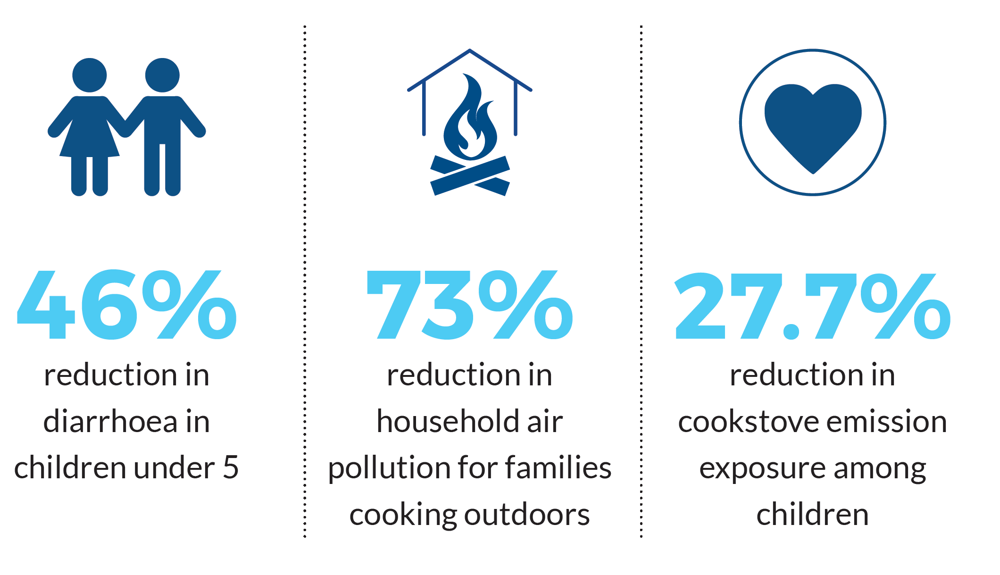 46%
reduction in
diarrhoea in
children under 5
73%
reduction in
household air
pollution for families
cooking outdoors
27.7%
reduction in
cookstove emission
exposure among
children